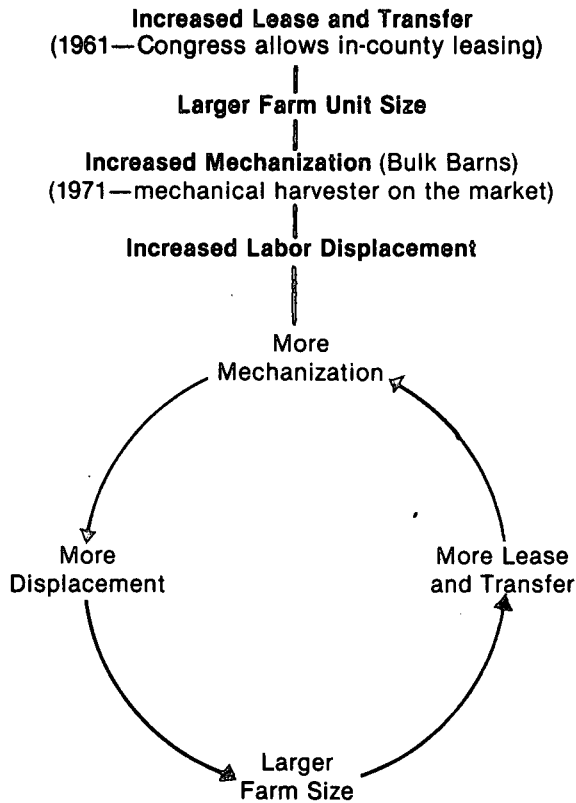 Increased Lease and Transfer
(1961—Congress allows in-county leasing)
Larger Farm Unit Size
Increased Mechanization (Bulk Barns)
(1971—mechanical harvester on the market)
Increased Labor Displacement
More
Mechanization
More
Displacement
More Lease
and Transfer
Larger
Farm Size